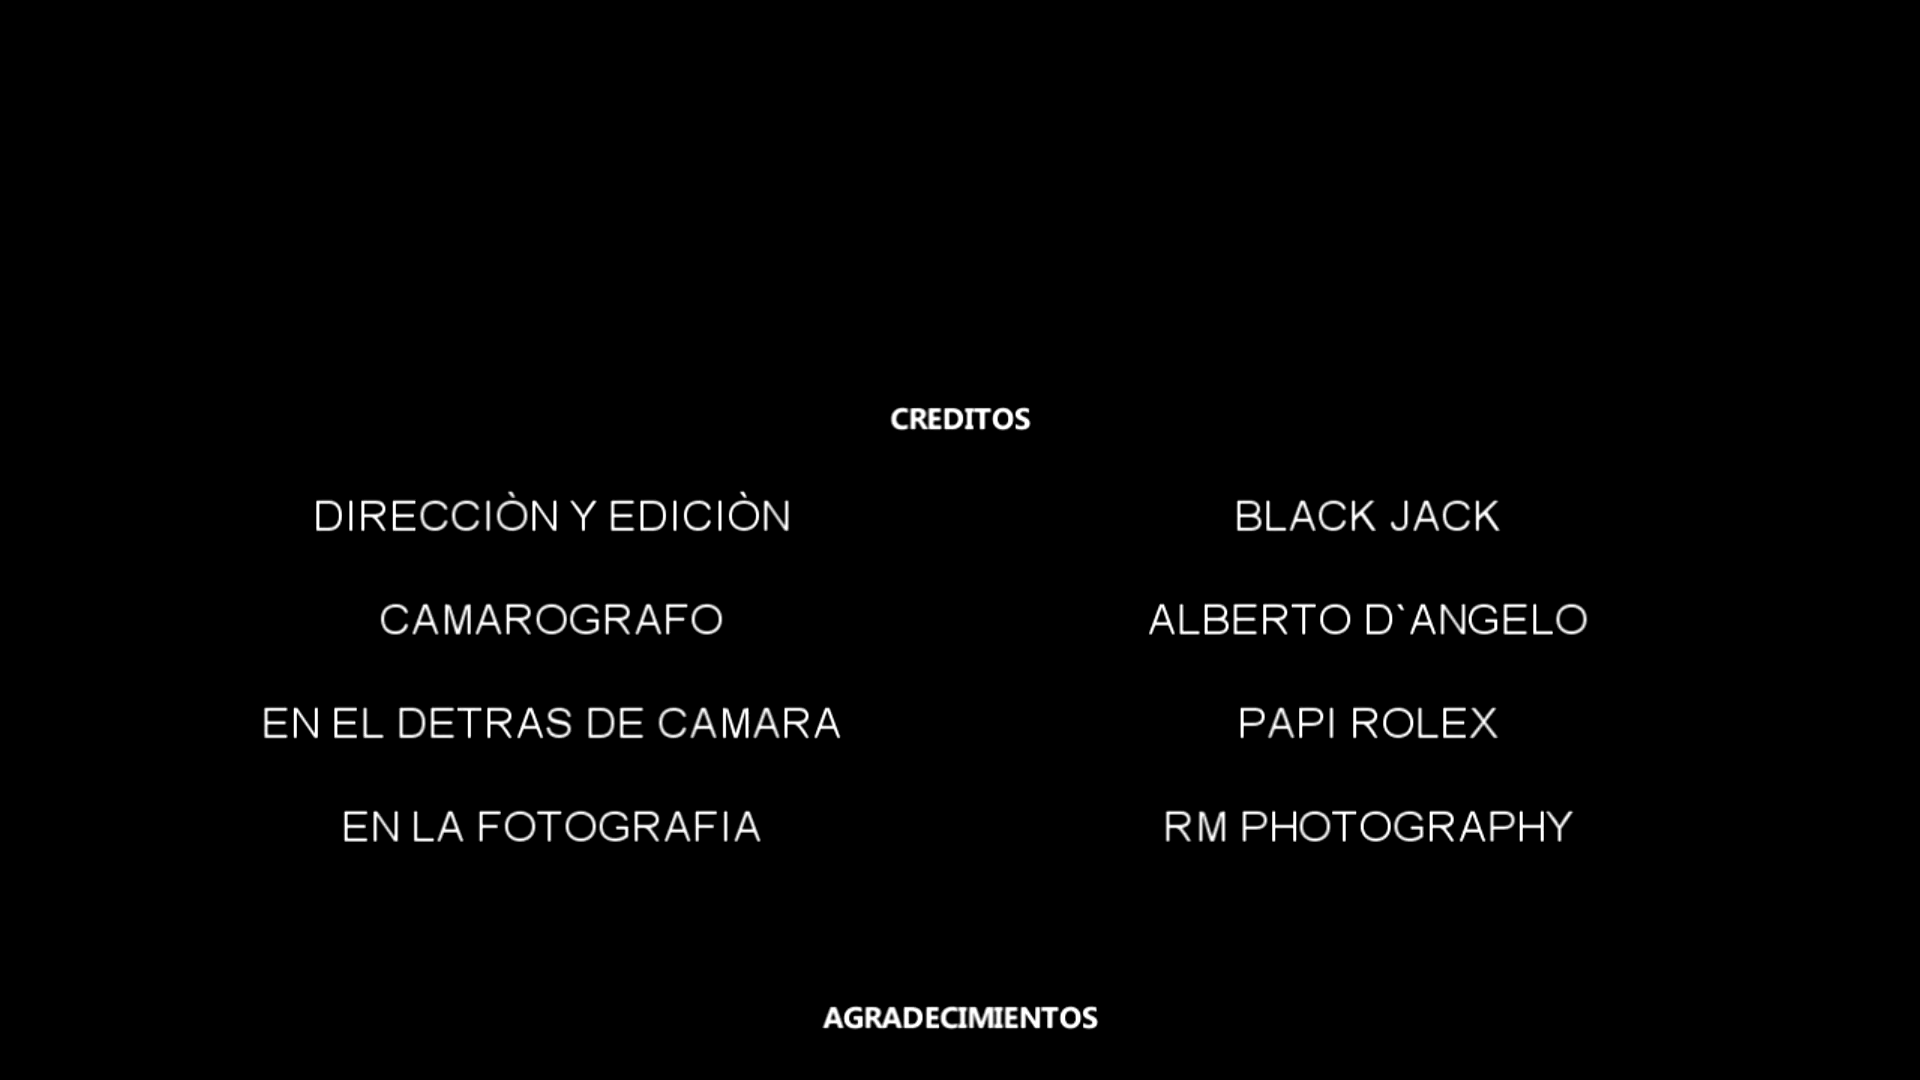 CREDITOS
DIRECCIÒN Y EDICIÒN BLACK JACK
CAMAROGRAFO ALBERTO D`ANGELO
EN EL DETRAS DE CAMARA PAPI ROLEX
EN LA FOTOGRAFIA RM PHOTOGRAPHY
AGRADECIMIENTOS